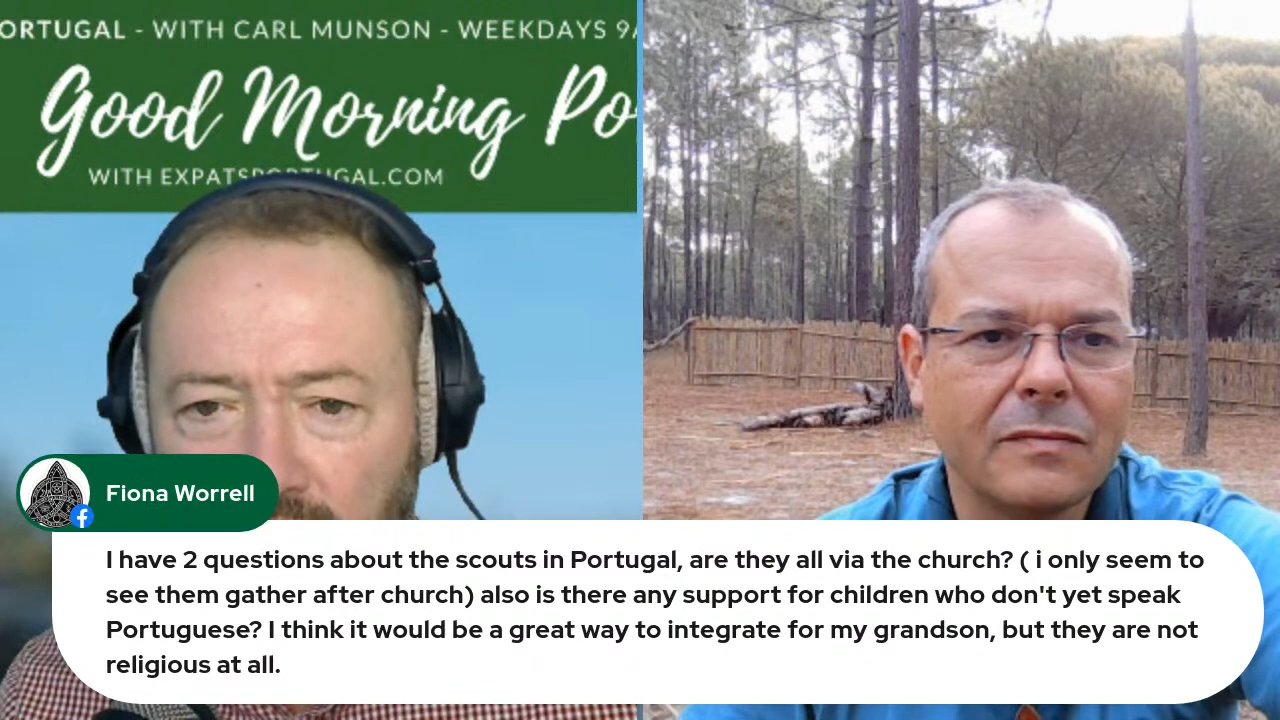 ORTUGAL - WITH CARL MUNSON - WEEKDAYS 9A
Good Morning Po
WITH EXPATSPORTUGAL.COM
Fiona Worrell
I have 2 questions about the scouts in Portugal, are they all via the church? ( i only seem to
see them gather after church) also is there any support for children who don't yet speak
Portuguese? I think it would be a great way to integrate for my grandson, but they are not
religious at all.